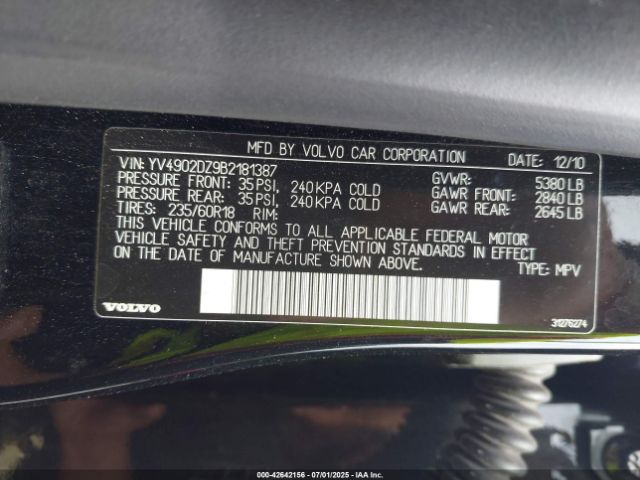 MFD BY VOLVO CAR CORPORATION DATE: 12/10
VIN: YV4902DZ9B2181387 GVWR: 5380 LB
PRESSURE FRONT: 35 PSI, 240 KPA COLD GAWR FRONT: 2840 LB
PRESSURE REAR: 35 PSI, 240 KPA COLD GAWR REAR: 2645 LB
TIRES: 235/60R18 RIM:
THIS VEHICLE CONFORMS TO ALL APPLICABLE FEDERAL MOTOR
VEHICLE SAFETY AND THEFT PREVENTION STANDARDS IN EFFECT
ON THE DATE OF MANUFACTURE SHOWN ABOVE. TYPE: MPV
VOLVO 31276274
000-42642156 - 07/01/2025 - IAA Inc.